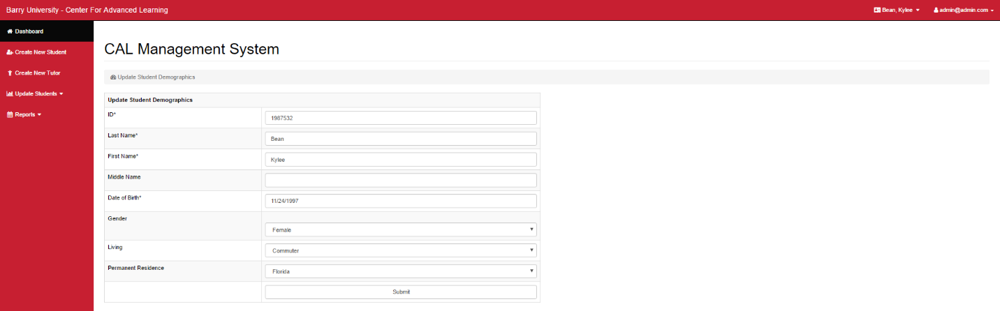 Barry University - Center For Advanced Learning
Bean, Kylee
admin@admin.com
Dashboard
Create New Student
Create New Tutor
Update Students
Reports
CAL Management System
Update Student Demographics
Update Student Demographics
ID* 1987532
Last Name* Bean
First Name* Kylee
Middle Name
Date of Birth* 11/24/1997
Gender Female
Living Commuter
Permanent Residence Florida
Submit